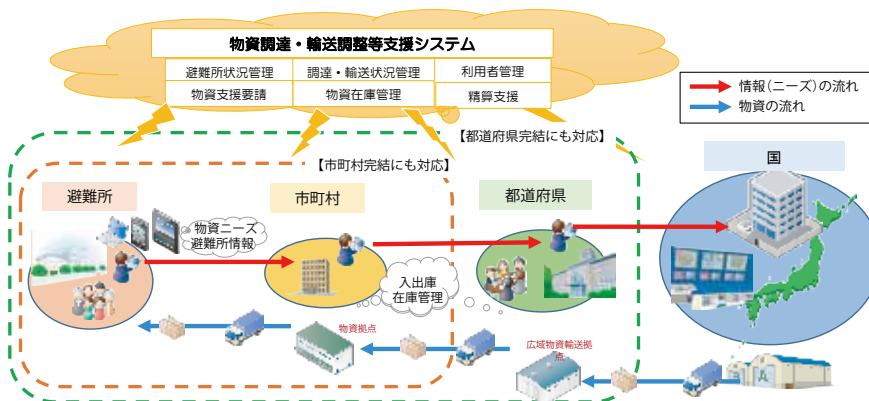 物資調達・輸送調整等支援システム
避難所状況管理
調達・輸送状況管理
利用者管理
物資支援要請
物資在庫管理
精算支援
情報(ニーズ)の流れ
物資の流れ
【都道府県完結にも対応】
【市町村完結にも対応】
国
避難所
市町村
都道府県
物資ニーズ
避難所情報
入出庫
在庫管理
物資拠点
広域物資輸送拠
点